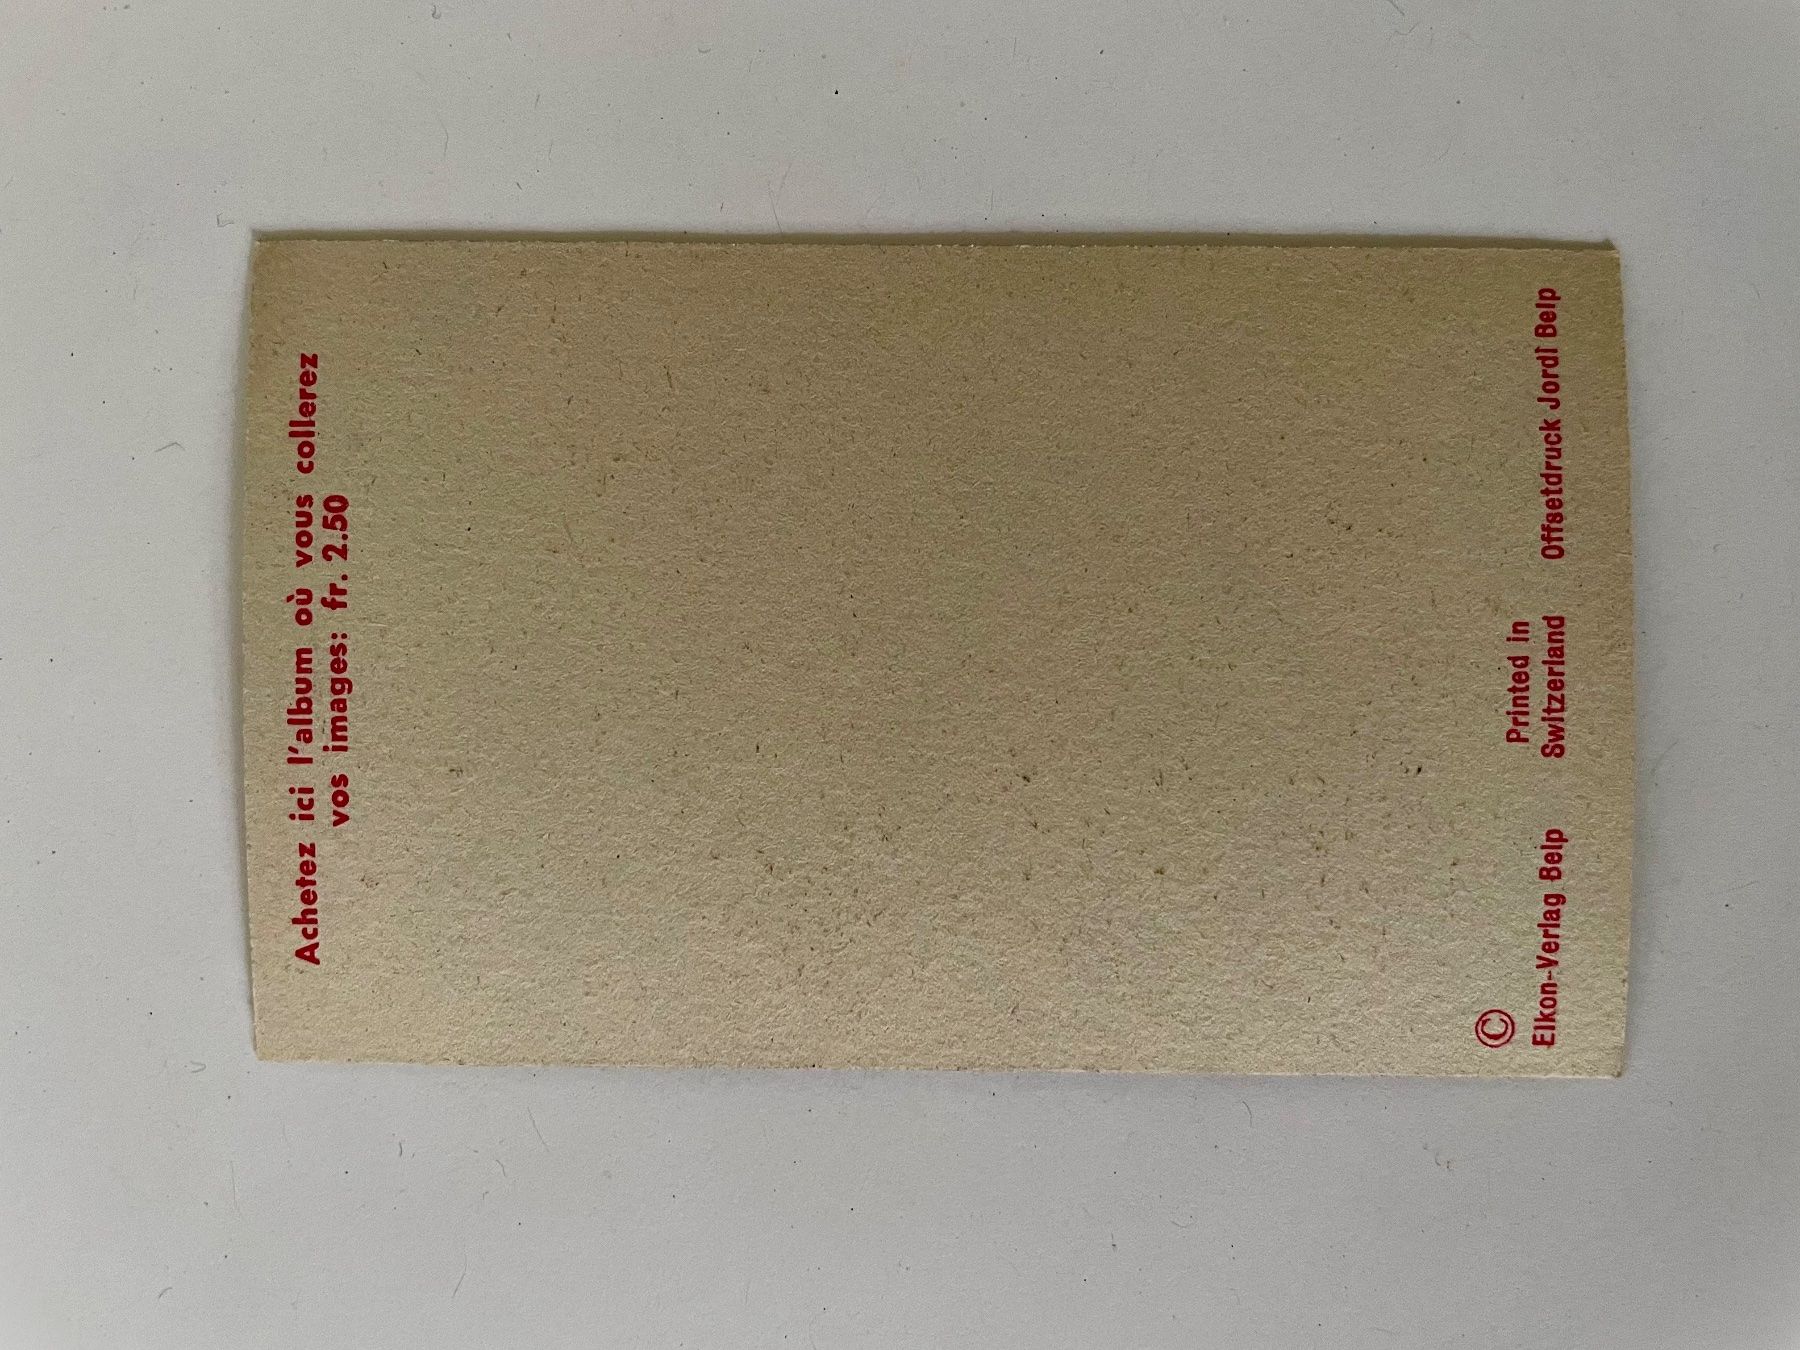 Achetez ici l'album où vous collerez
vos images: fr. 2.50
©
Printed in
Elkon-Verlag Belp Switzerland Offsetdruck Jordi Belp